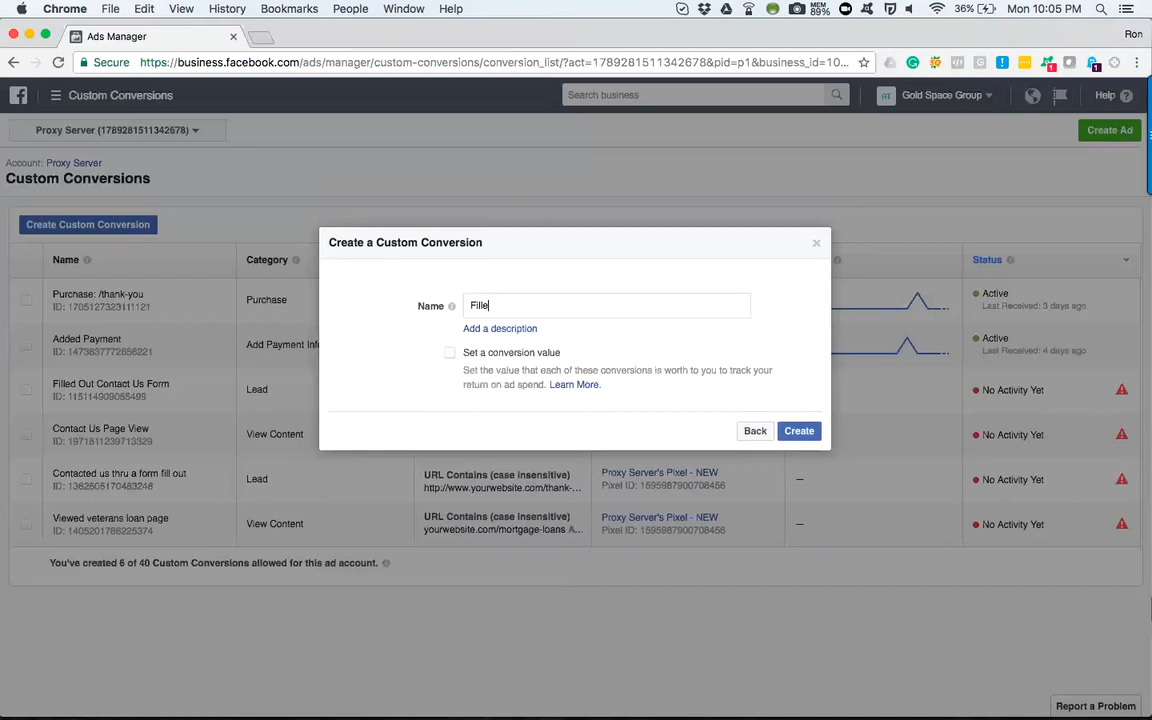 Chrome File Edit View History Bookmarks People Window Help MEM 89% 36% Mon 10:05 PM
Ads Manager Ron
Secure https://business.facebook.com/ads/manager/custom-conversions/conversion_list/?act=1789281511342678&pid=p1&business_id=10...
Custom Conversions Search business Gold Space Group Help
Proxy Server (1789281511342678) Create Ad
Account: Proxy Server
Custom Conversions
Create Custom Conversion
Name Category Status
Purchase: /thank-you
ID: 1705127323111121
Purchase
Active
Last Received: 3 days ago
Added Payment
ID: 1473837772656221
Add Payment Inf
Active
Last Received: 4 days ago
Filled Out Contact Us Form
ID: 115114909055499
Lead
No Activity Yet
Contact Us Page View
ID: 1971811239713329
View Content
No Activity Yet
Contacted us thru a form fill out
ID: 1362805170483246
Lead
URL Contains (case insensitive)
http://www.yourwebsite.com/thank-...
Proxy Server's Pixel - NEW
Pixel ID: 1595987900708456
–
No Activity Yet
Viewed veterans loan page
ID: 1405201786225374
View Content
URL Contains (case insensitive)
yourwebsite.com/mortgage-loans A...
Proxy Server's Pixel - NEW
Pixel ID: 1595987900708456
–
No Activity Yet
You've created 6 of 40 Custom Conversions allowed for this ad account.
Create a Custom Conversion ×
Name Fille
Add a description
Set a conversion value
Set the value that each of these conversions is worth to you to track your
return on ad spend. Learn More.
Back Create
Report a Problem